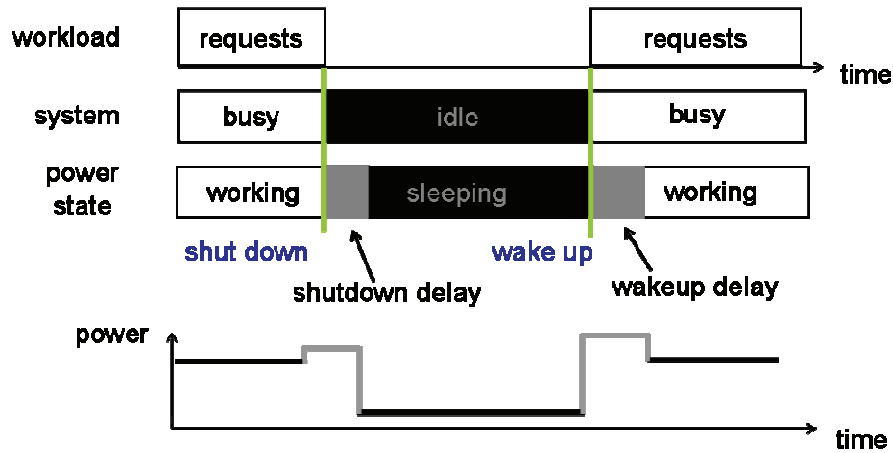 workload requests requests
time
system busy idle busy
power
state working sleeping working
shut down wake up
shutdown delay wakeup delay
power
time